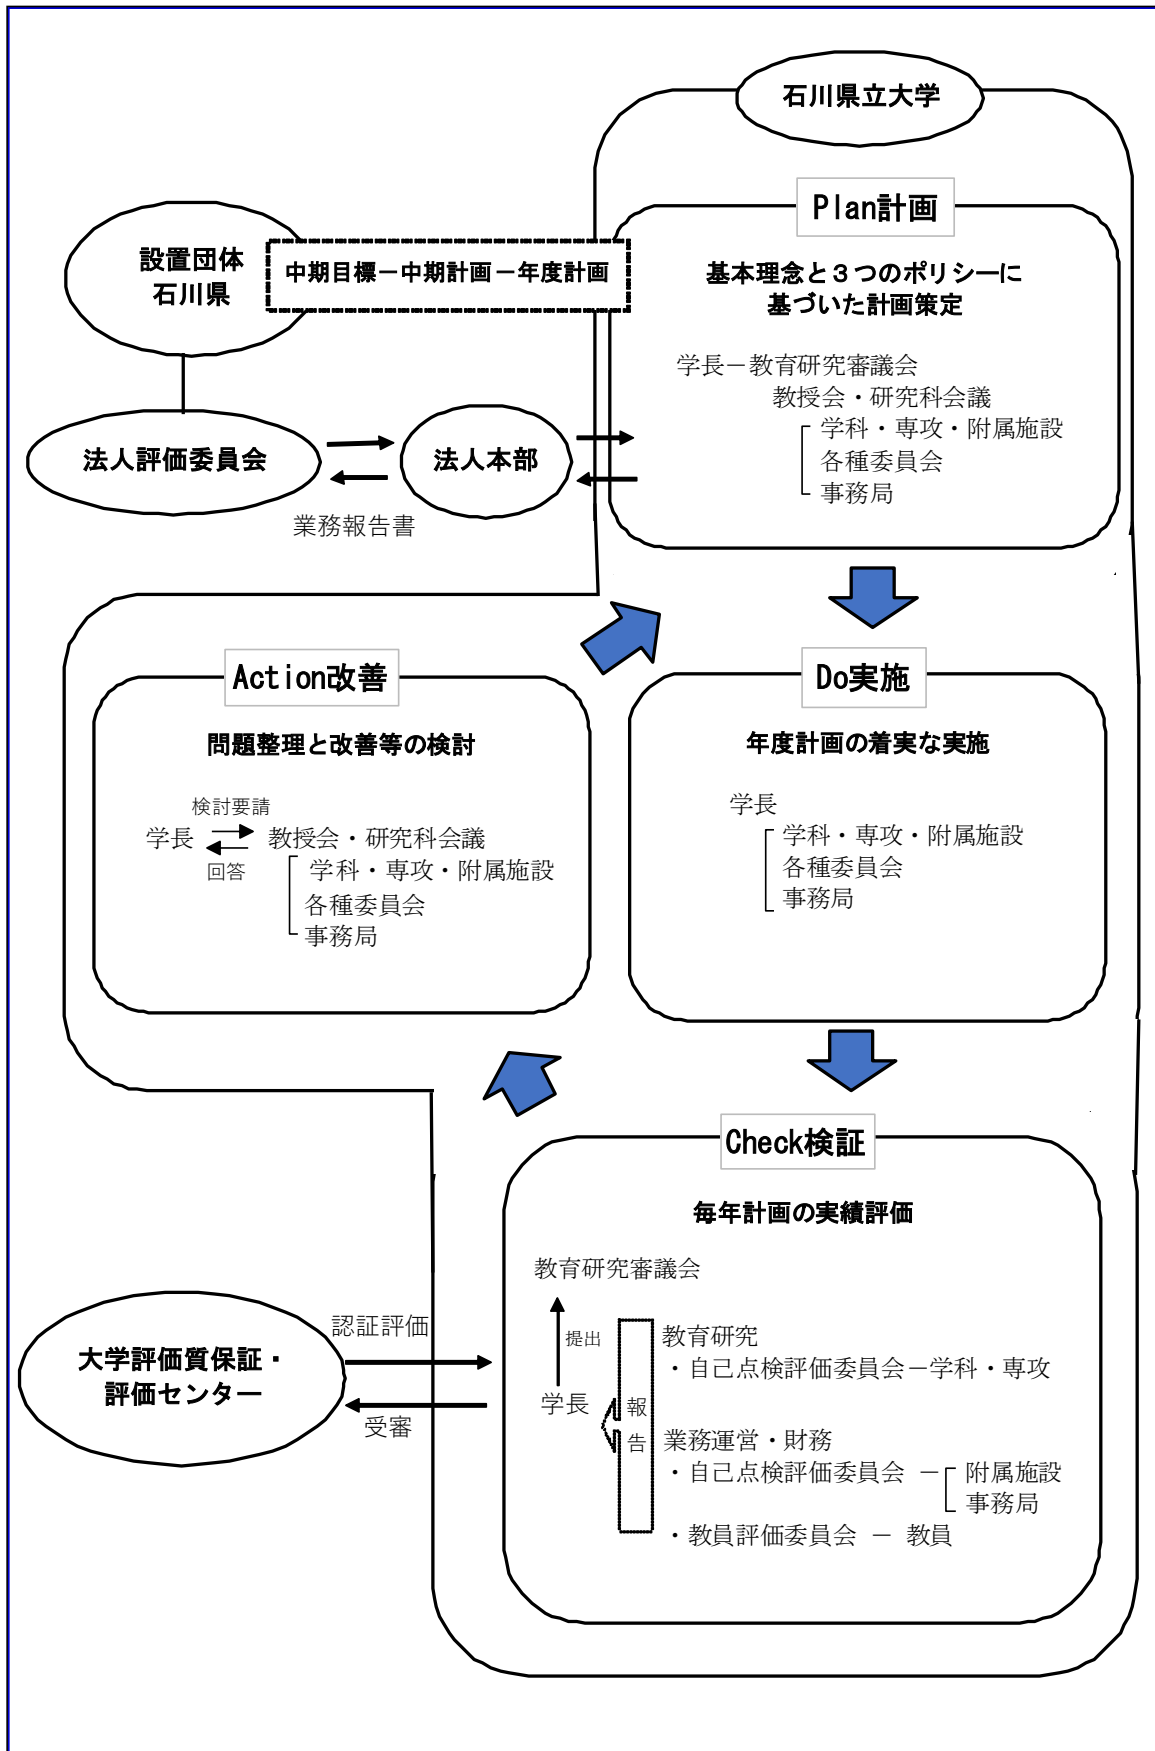 石川県立大学
Plan計画
設置団体
石川県
中期目標－中期計画－年度計画
基本理念と３つのポリシーに
基づいた計画策定
学長－教育研究審議会
教授会・研究科会議
学科・専攻・附属施設
各種委員会
事務局
法人評価委員会
法人本部
業務報告書
Action改善
問題整理と改善等の検討
検討要請
学長
教授会・研究科会議
回答
学科・専攻・附属施設
各種委員会
事務局
Do実施
年度計画の着実な実施
学長
学科・専攻・附属施設
各種委員会
事務局
Check検証
毎年計画の実績評価
教育研究審議会
提出
学長
報告
教育研究
・自己点検評価委員会－学科・専攻
業務運営・財務
・自己点検評価委員会 － 附属施設
事務局
・教員評価委員会 － 教員
認証評価
大学評価質保証・
評価センター
受審